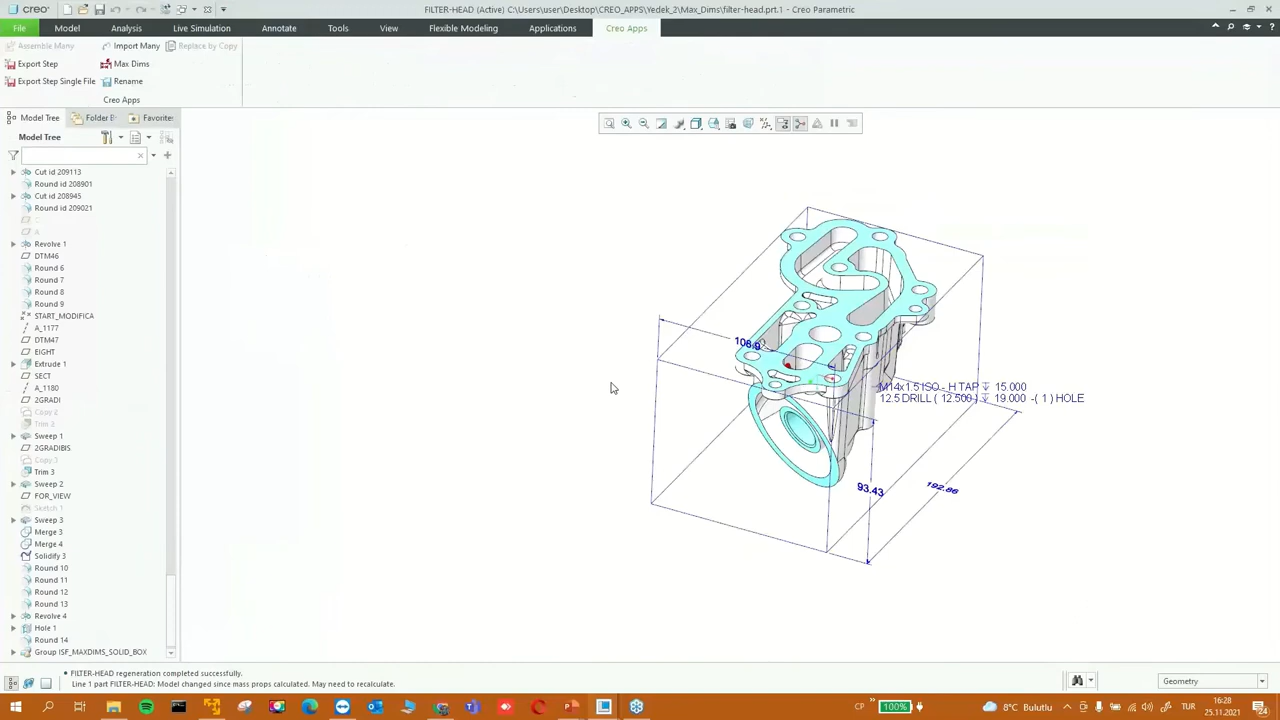 creo
FILTER-HEAD (Active) C:\Users\user\Desktop\CREO_APPS\Yedek_2\Max_Dims\filter-head.prt.1 - Creo Parametric
File Model Analysis Live Simulation Annotate Tools View Flexible Modeling Applications Creo Apps
Assemble Many Import Many Replace by Copy
Export Step Max Dims
Export Step Single File Rename
Creo Apps
Model Tree Folder B Favorite
Model Tree
Cut id 209113
Round id 208901
Cut id 208945
Round id 209021
C
A
Revolve 1
DTM46
Round 6
Round 7
Round 8
Round 9
START_MODIFICA
A_1177
DTM47
EIGHT
Extrude 1
SECT
A_1180
2GRADI
Copy 2
Trim 2
Sweep 1
2GRADIBIS
Copy 3
Trim 3
Sweep 2
FOR_VIEW
Sketch 1
Sweep 3
Merge 3
Merge 4
Solidify 3
Round 10
Round 11
Round 12
Round 13
Revolve 4
Hole 1
Round 14
Group ISF_MAXDIMS_SOLID_BOX
M14x1.5 ISO - H TAP ↧ 15.000
12.5 DRILL ( 12.500 ) ↧ 19.000 -( 1 ) HOLE
93.43
192.86
FILTER-HEAD regeneration completed successfully.
Line 1 part FILTER-HEAD: Model changed since mass props calculated. May need to recalculate.
Geometry
CP 100% 8°C Bulutlu TUR 16:28
25.11.2021 24